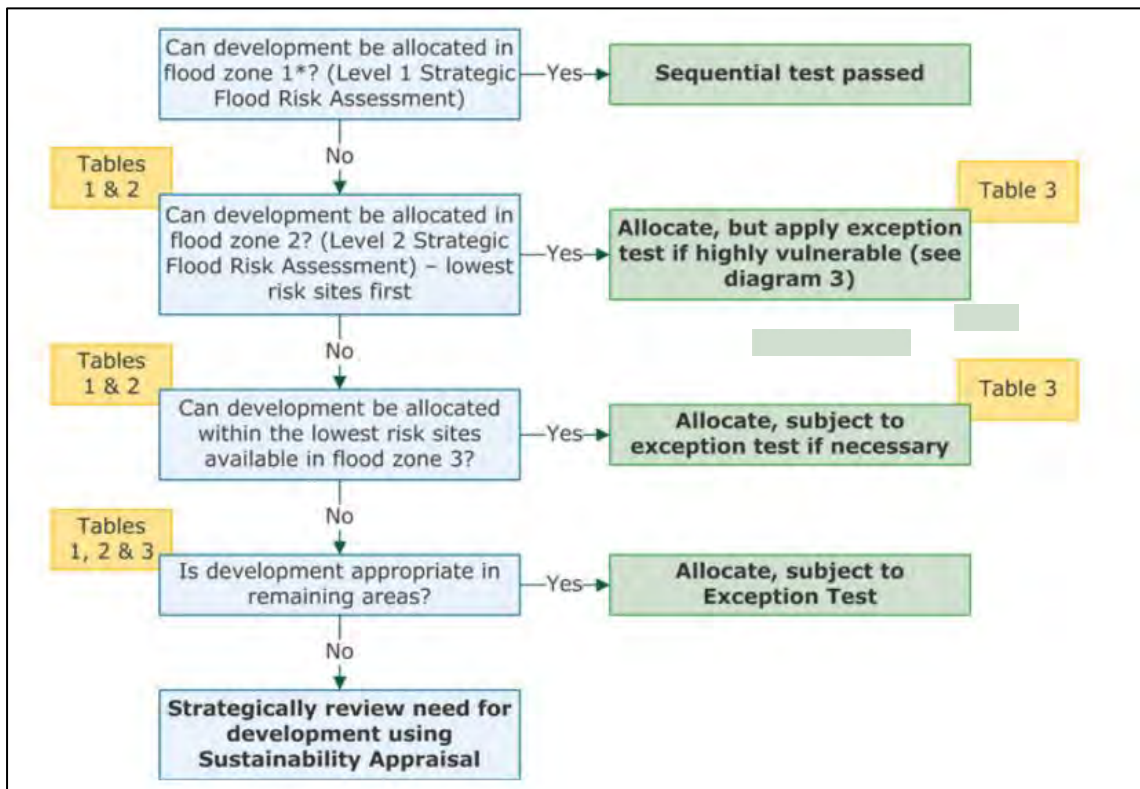 Can development be allocated in
flood zone 1*? (Level 1 Strategic
Flood Risk Assessment)
Yes
Sequential test passed
No
Tables
1 & 2
Can development be allocated in
flood zone 2? (Level 2 Strategic
Flood Risk Assessment) – lowest
risk sites first
Yes
Allocate, but apply exception
test if highly vulnerable (see
diagram 3)
Table 3
No
Tables
1 & 2
Can development be allocated
within the lowest risk sites
available in flood zone 3?
Yes
Allocate, subject to
exception test if necessary
Table 3
No
Tables
1, 2 & 3
Is development appropriate in
remaining areas?
Yes
Allocate, subject to
Exception Test
No
Strategically review need for
development using
Sustainability Appraisal